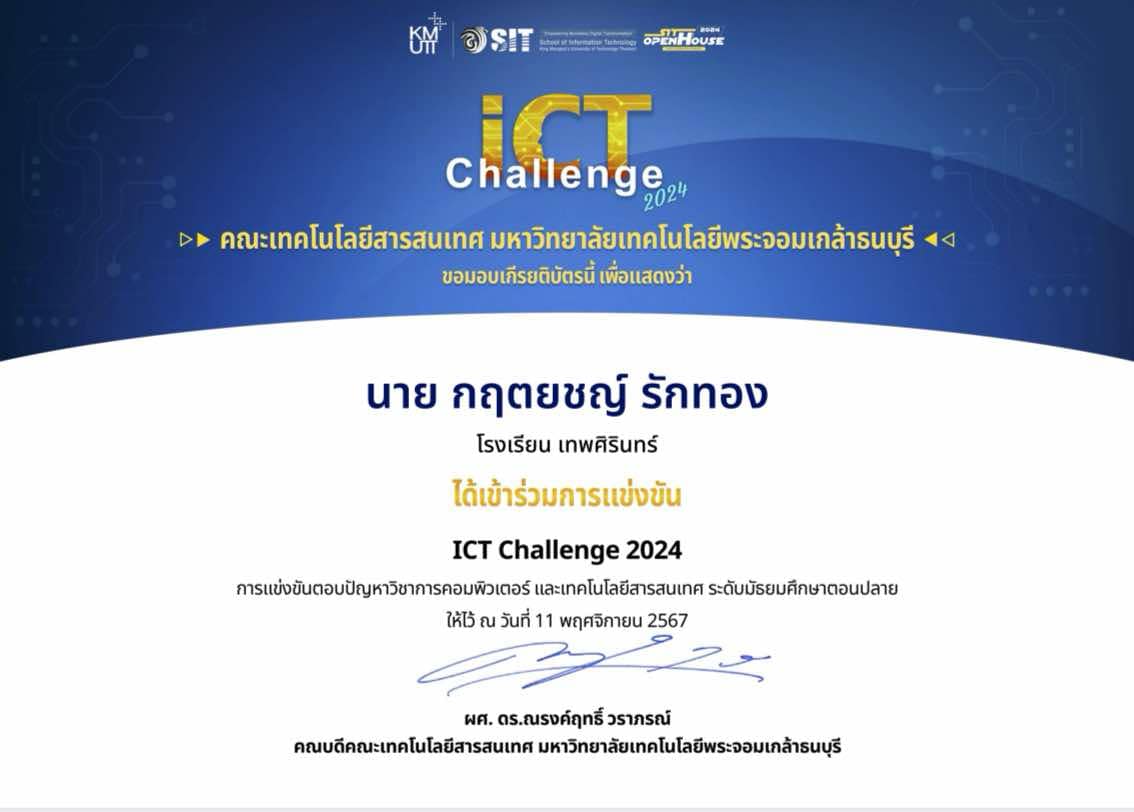 KM
UTT
SIT
Empowering Boundless Digital Transformation
School of Information Technology
King Mongkut's University of Technology Thonburi
SIT 2024
OPENHOUSE
iCT
Challenge
2024
คณะเทคโนโลยีสารสนเทศ มหาวิทยาลัยเทคโนโลยีพระจอมเกล้าธนบุรี
ขอมอบเกียรติบัตรนี้ เพื่อแสดงว่า
นาย กฤตยชญ์ รักทอง
โรงเรียน เทพศิรินทร์
ได้เข้าร่วมการแข่งขัน
ICT Challenge 2024
การแข่งขันตอบปัญหาวิชาการคอมพิวเตอร์ และเทคโนโลยีสารสนเทศ ระดับมัธยมศึกษาตอนปลาย
ให้ไว้ ณ วันที่ 11 พฤศจิกายน 2567
ผศ. ดร.ณรงค์ฤทธิ์ วราภรณ์
คณบดีคณะเทคโนโลยีสารสนเทศ มหาวิทยาลัยเทคโนโลยีพระจอมเกล้าธนบุรี